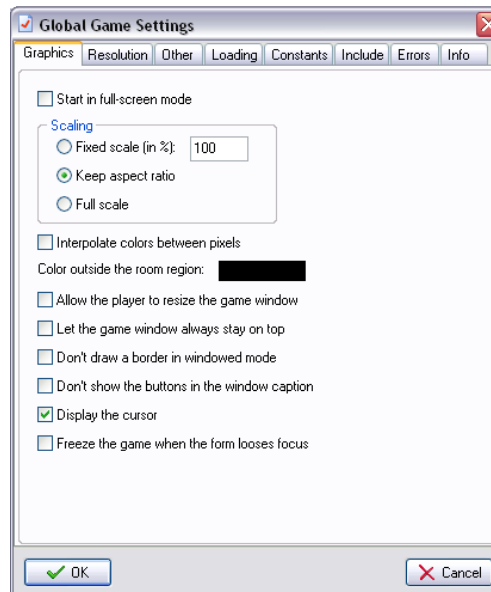 Global Game Settings
Graphics Resolution Other Loading Constants Include Errors Info
Start in full-screen mode
Scaling
Fixed scale (in %): 100
Keep aspect ratio
Full scale
Interpolate colors between pixels
Color outside the room region:
Allow the player to resize the game window
Let the game window always stay on top
Don't draw a border in windowed mode
Don't show the buttons in the window caption
Display the cursor
Freeze the game when the form looses focus
OK Cancel